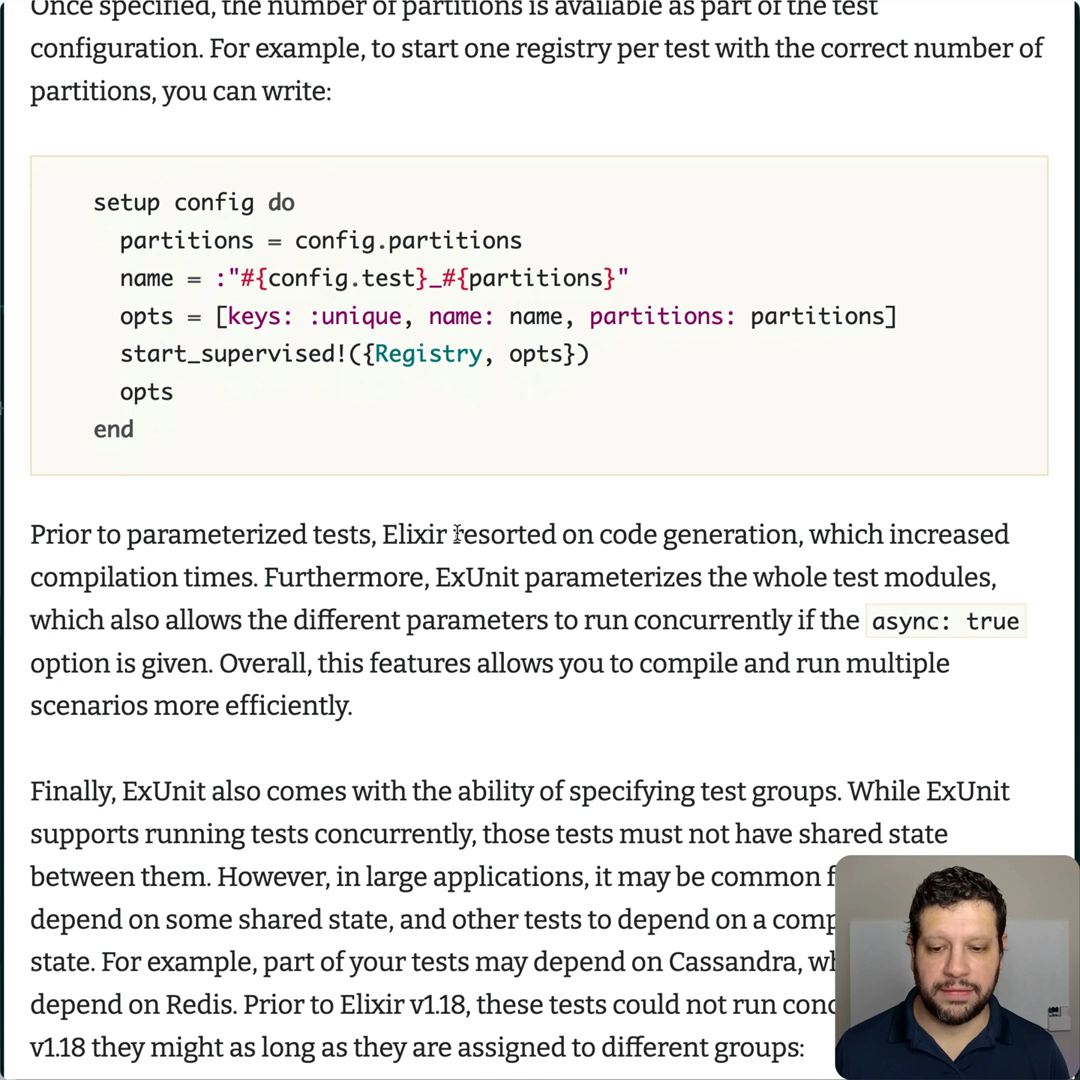 Once specified, the number of partitions is available as part of the test
configuration. For example, to start one registry per test with the correct number of
partitions, you can write:
setup config do
partitions = config.partitions
name = :"#{config.test}_#{partitions}"
opts = [keys: :unique, name: name, partitions: partitions]
start_supervised!({Registry, opts})
opts
end
Prior to parameterized tests, Elixir resorted on code generation, which increased
compilation times. Furthermore, ExUnit parameterizes the whole test modules,
which also allows the different parameters to run concurrently if the async: true
option is given. Overall, this features allows you to compile and run multiple
scenarios more efficiently.
Finally, ExUnit also comes with the ability of specifying test groups. While ExUnit
supports running tests concurrently, those tests must not have shared state
between them. However, in large applications, it may be common
depend on some shared state, and other tests to depend on a
state. For example, part of your tests may depend on Cassandra,
depend on Redis. Prior to Elixir v1.18, these tests could not run
v1.18 they might as long as they are assigned to different groups: